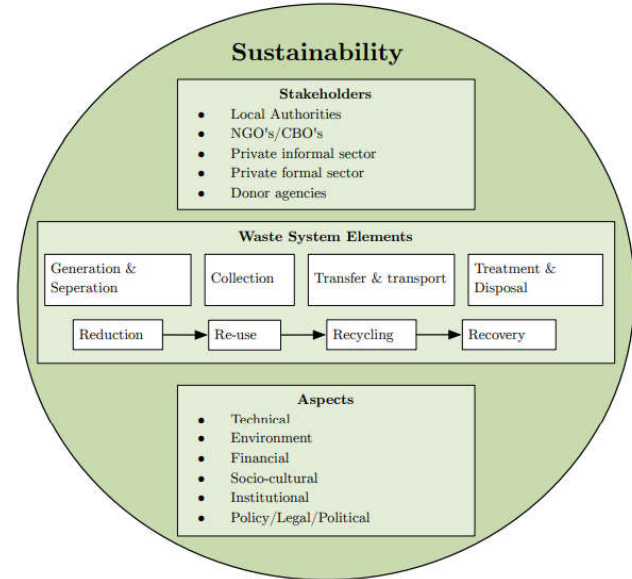 Sustainability
Stakeholders
● Local Authorities
● NGO's/CBO's
● Private informal sector
● Private formal sector
● Donor agencies
Waste System Elements
Generation &
Seperation
Collection
Transfer & transport
Treatment &
Disposal
Reduction
Re-use
Recycling
Recovery
Aspects
● Technical
● Environment
● Financial
● Socio-cultural
● Institutional
● Policy/Legal/Political